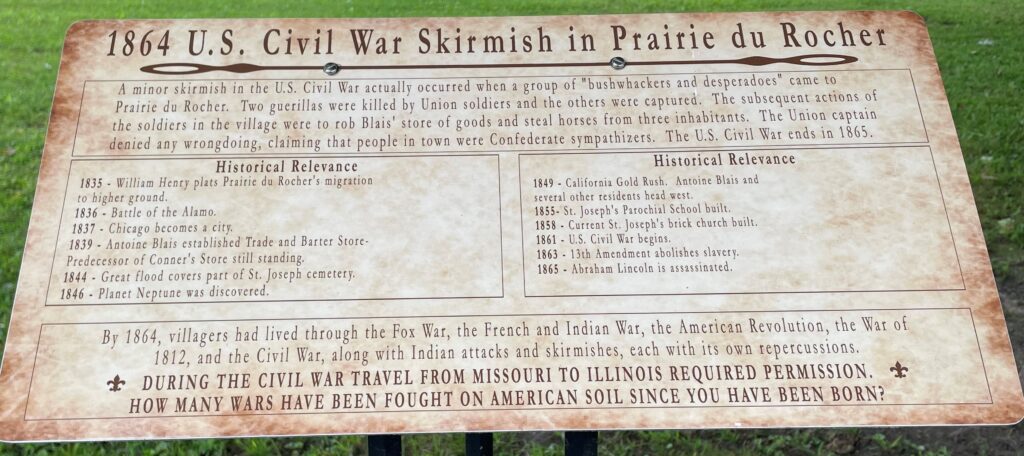 1864 U.S. Civil War Skirmish in Prairie du Rocher
A minor skirmish in the U.S. Civil War actually occurred when a group of "bushwhackers and desperadoes" came to
Prairie du Rocher. Two guerillas were killed by Union soldiers and the others were captured. The subsequent actions of
the soldiers in the village were to rob Blais' store of goods and steal horses from three inhabitants. The Union captain
denied any wrongdoing, claiming that people in town were Confederate sympathizers. The U.S. Civil War ends in 1865.
Historical Relevance
1835 - William Henry plats Prairie du Rocher's migration
to higher ground.
1836 - Battle of the Alamo.
1837 - Chicago becomes a city.
1839 - Antoine Blais established Trade and Barter Store-
Predecessor of Conner's Store still standing.
1844 - Great flood covers part of St. Joseph cemetery.
1846 - Planet Neptune was discovered.
Historical Relevance
1849 - California Gold Rush. Antoine Blais and
several other residents head west.
1855- St. Joseph's Parochial School built.
1858 - Current St. Joseph's brick church built.
1861 - U.S. Civil War begins.
1863 - 13th Amendment abolishes slavery.
1865 - Abraham Lincoln is assassinated.
By 1864, villagers had lived through the Fox War, the French and Indian War, the American Revolution, the War of
1812, and the Civil War, along with Indian attacks and skirmishes, each with its own repercussions.
DURING THE CIVIL WAR TRAVEL FROM MISSOURI TO ILLINOIS REQUIRED PERMISSION.
HOW MANY WARS HAVE BEEN FOUGHT ON AMERICAN SOIL SINCE YOU HAVE BEEN BORN?